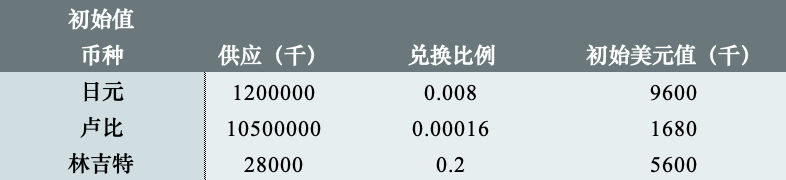 初始值
币种 供应（千） 兑换比例 初始美元值（千）
日元 1200000 0.008 9600
卢比 10500000 0.00016 1680
林吉特 28000 0.2 5600